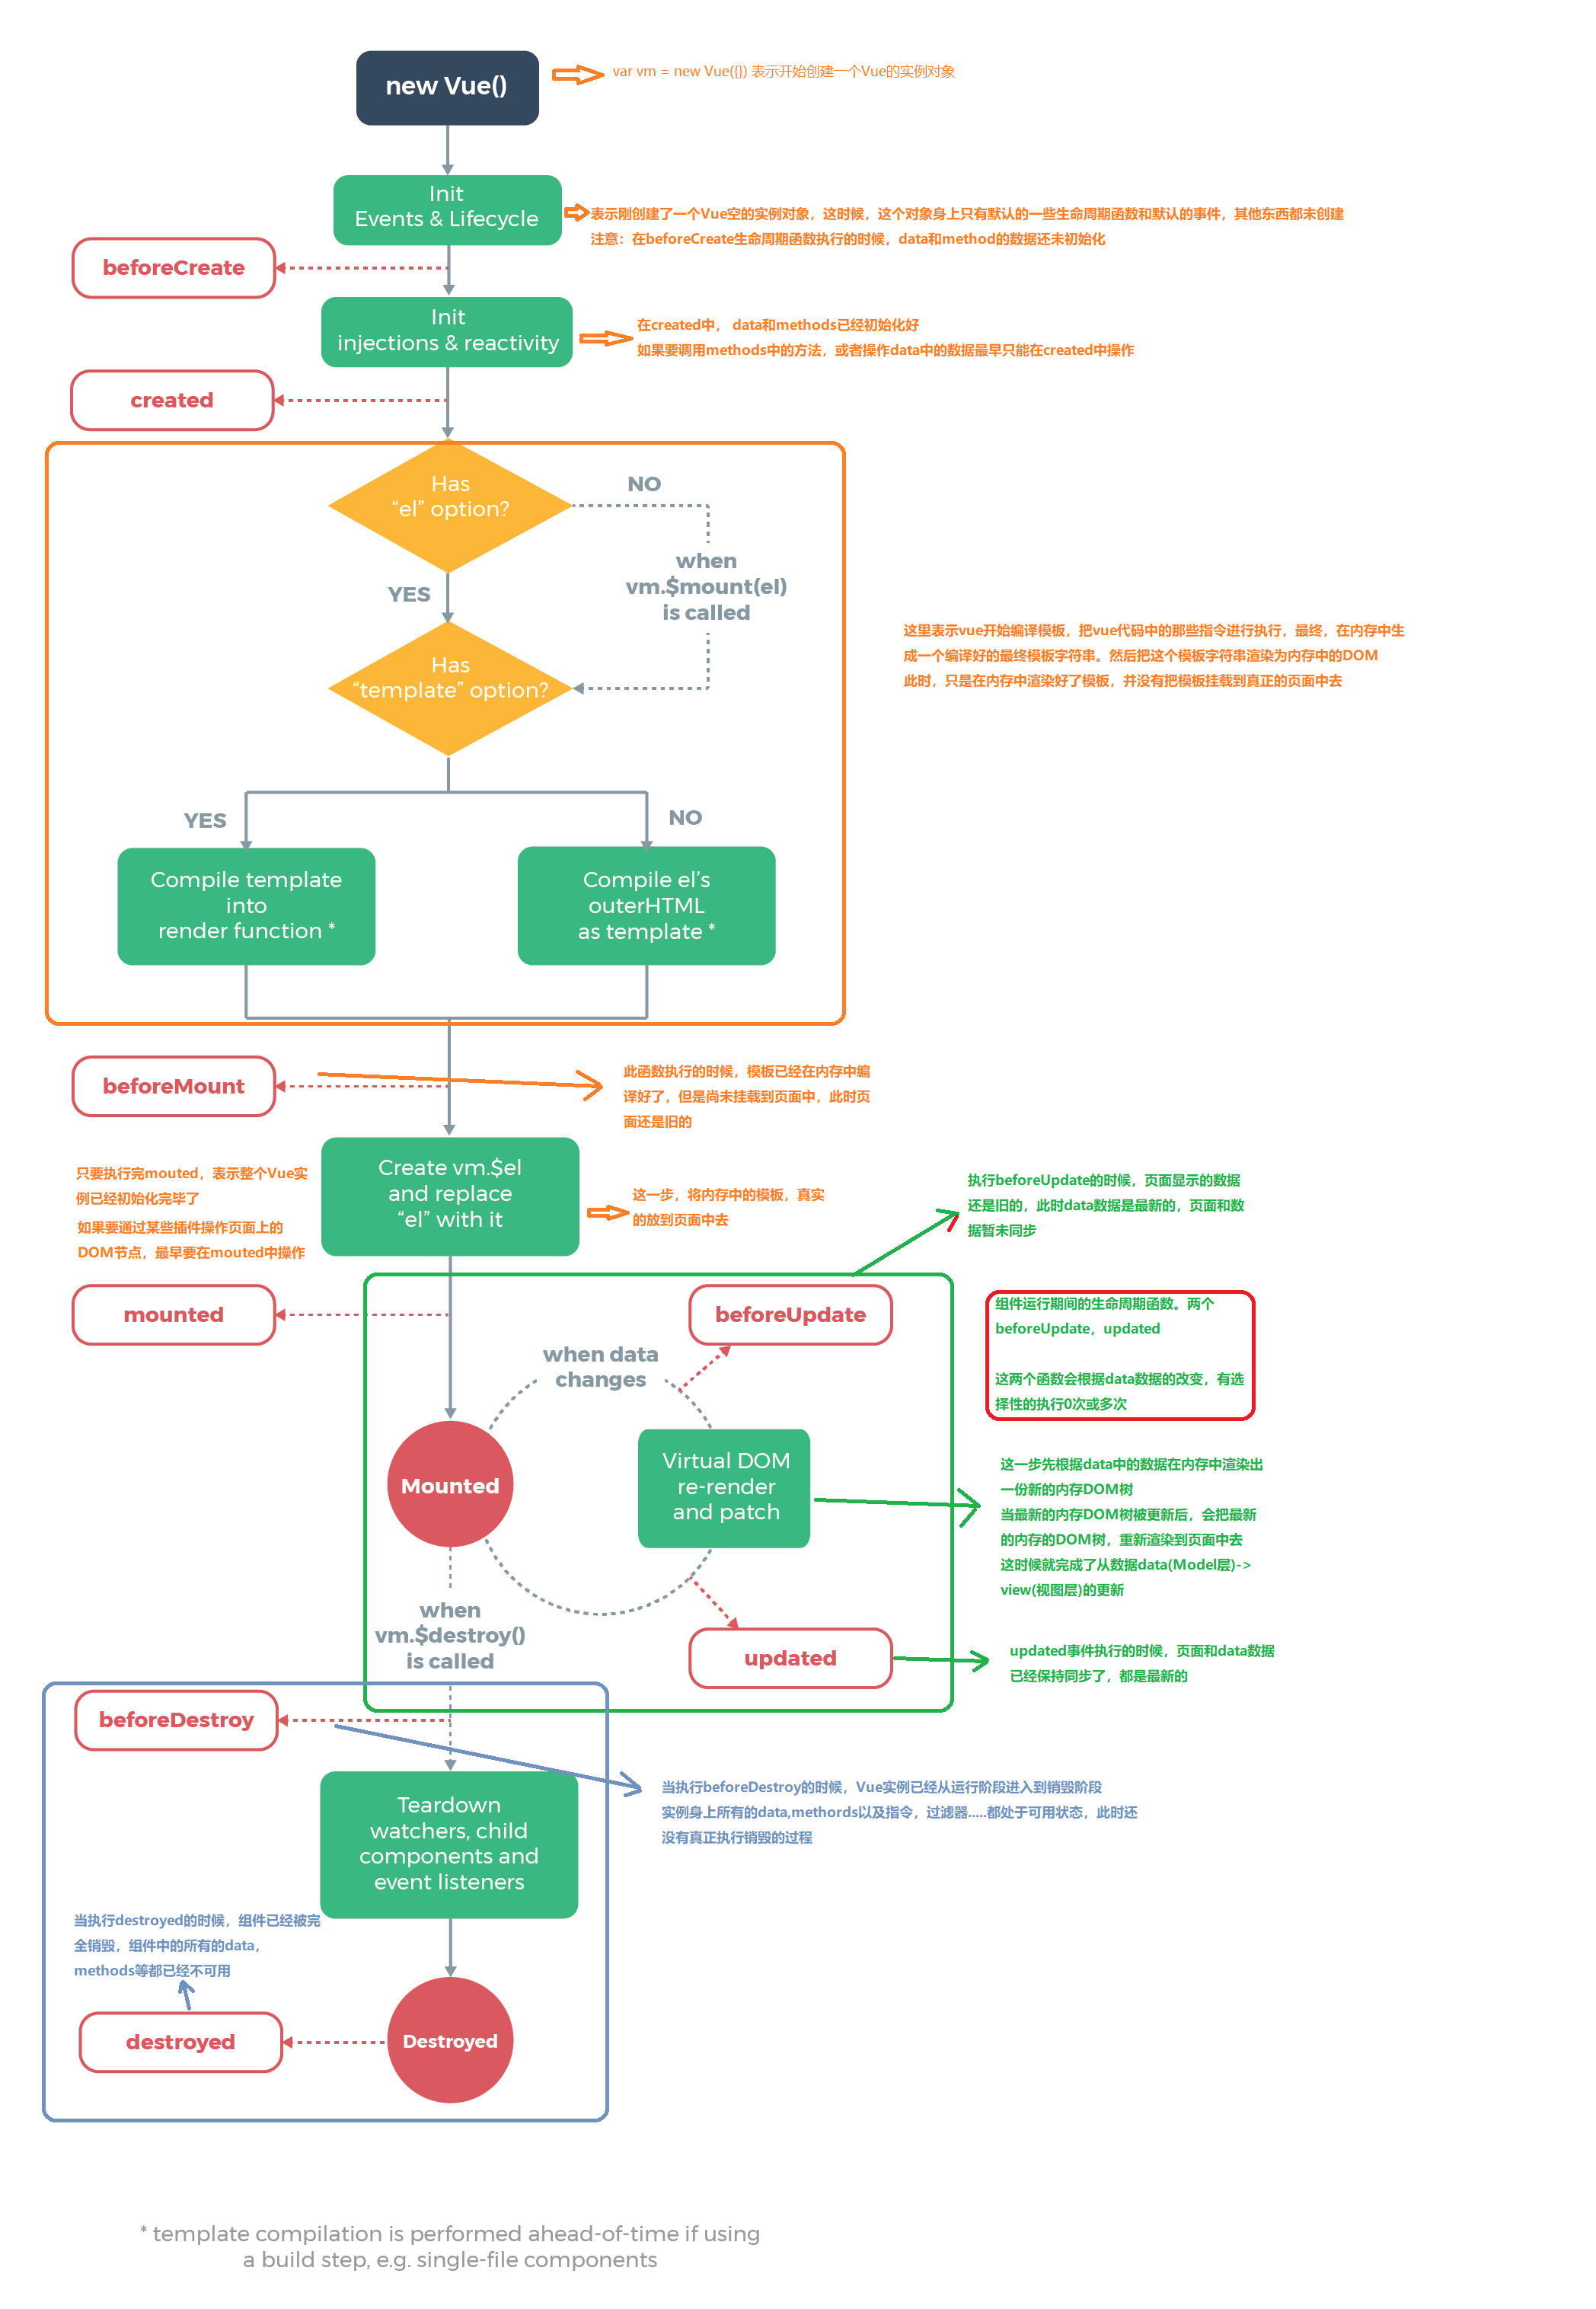 new Vue()
var vm = new Vue({}) 表示开始创建一个Vue的实例对象
Init
Events & Lifecycle
表示刚创建了一个Vue空的实例对象，这时候，这个对象身上只有默认的一些生命周期函数和默认的事件，其他东西都未创建
注意：在beforeCreate生命周期函数执行的时候，data和method的数据还未初始化
beforeCreate
Init
injections & reactivity
在created中， data和methods已经初始化好
如果要调用methods中的方法，或者操作data中的数据最早只能在created中操作
created
Has
“el” option?
NO
when
vm.$mount(el)
is called
YES
Has
“template” option?
这里表示vue开始编译模板，把vue代码中的那些指令进行执行，最终，在内存中生
成一个编译好的最终模板字符串。然后把这个模板字符串渲染为内存中的DOM
此时，只是在内存中渲染好了模板，并没有把模板挂载到真正的页面中去
YES
NO
Compile template
into
render function *
Compile el’s
outerHTML
as template *
beforeMount
此函数执行的时候，模板已经在内存中编
译好了，但是尚未挂载到页面中，此时页
面还是旧的
Create vm.$el
and replace
“el” with it
这一步，将内存中的模板，真实
的放到页面中去
只要执行完mouted，表示整个Vue实
例已经初始化完毕了
如果要通过某些插件操作页面上的
DOM节点，最早要在mouted中操作
mounted
执行beforeUpdate的时候，页面显示的数据
还是旧的，此时data数据是最新的，页面和数
据暂未同步
beforeUpdate
组件运行期间的生命周期函数。两个
beforeUpdate，updated
这两个函数会根据data数据的改变，有选
择性的执行0次或多次
when data
changes
Mounted
Virtual DOM
re-render
and patch
这一步先根据data中的数据在内存中渲染出
一份新的内存DOM树
当最新的内存DOM树被更新后，会把最新
的内存的DOM树，重新渲染到页面中去
这时候就完成了从数据data(Model层)->
view(视图层)的更新
when
vm.$destroy()
is called
updated
updated事件执行的时候，页面和data数据
已经保持同步了，都是最新的
beforeDestroy
当执行beforeDestroy的时候，Vue实例已经从运行阶段进入到销毁阶段
实例身上所有的data,methords以及指令，过滤器.....都处于可用状态，此时还
没有真正执行销毁的过程
Teardown
watchers, child
components and
event listeners
当执行destroyed的时候，组件已经被完
全销毁，组件中的所有的data，
methods等都已经不可用
destroyed
Destroyed
* template compilation is performed ahead-of-time if using
a build step, e.g. single-file components